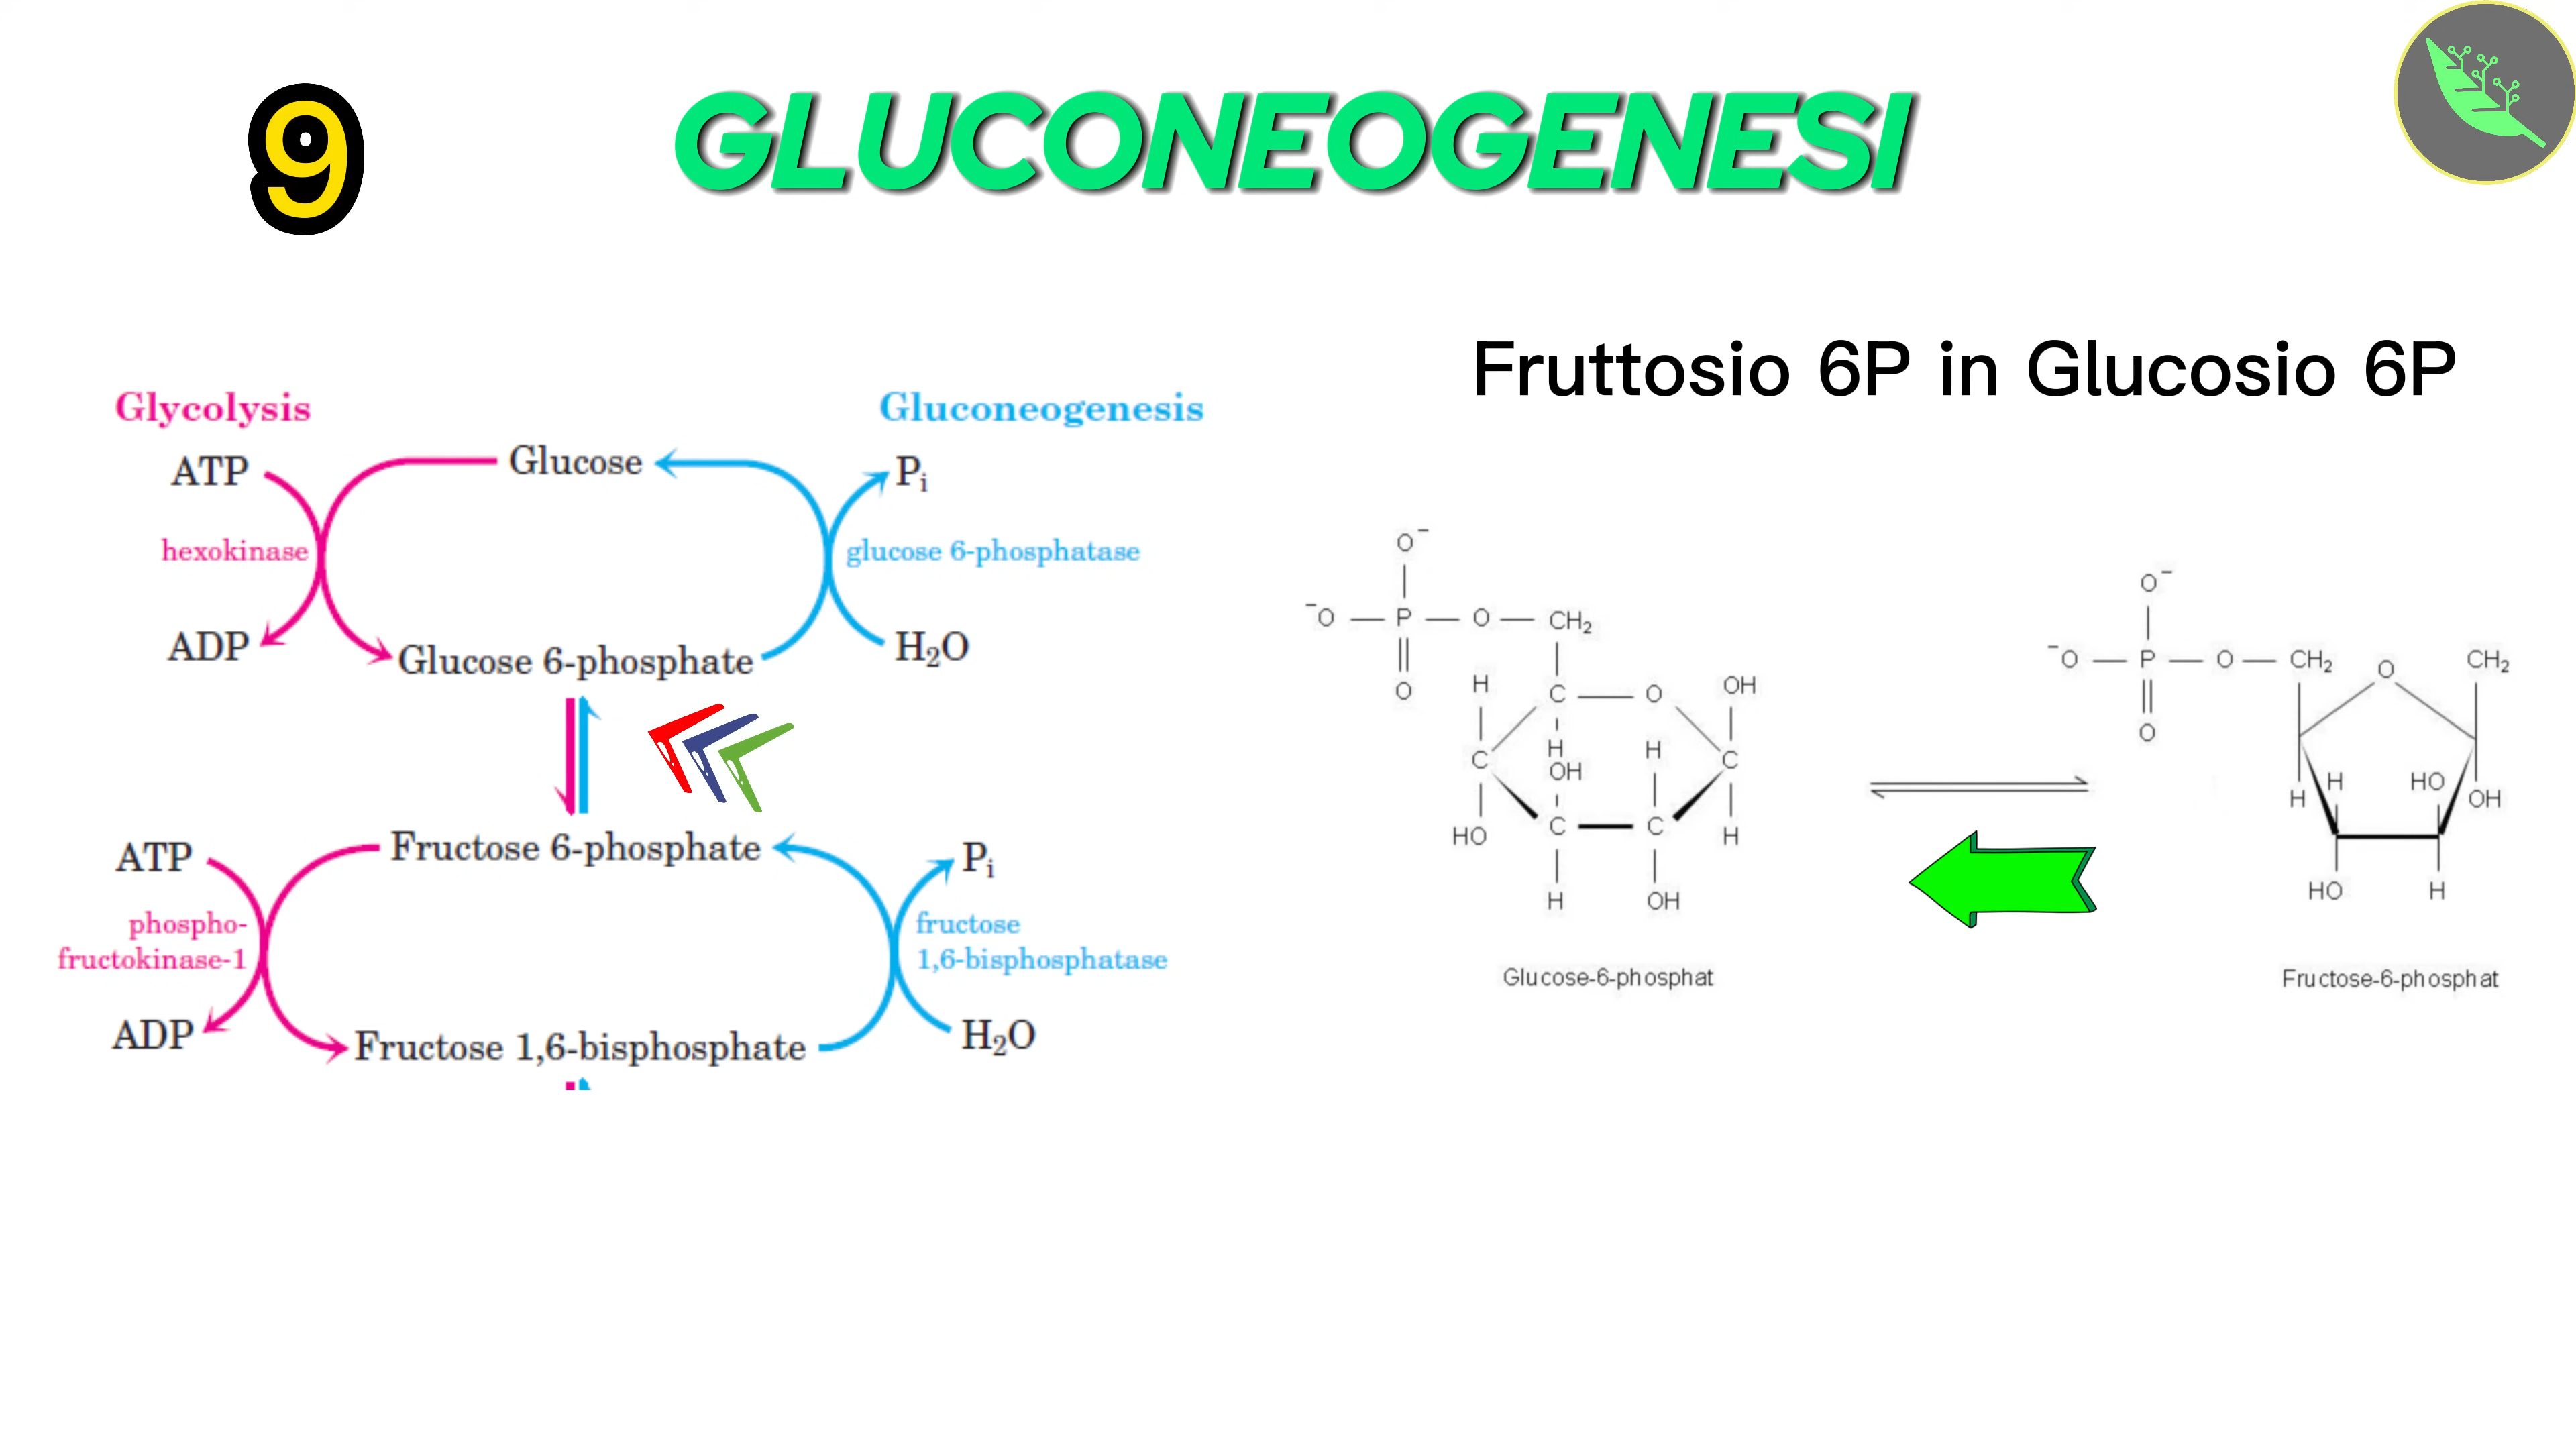 9
GLUCONEOGENESI
Fruttosio 6P in Glucosio 6P
Glycolysis
Gluconeogenesis
ATP
Glucose
Pi
hexokinase
glucose 6-phosphatase
ADP
Glucose 6-phosphate
H2O
ATP
Fructose 6-phosphate
Pi
phospho-
fructokinase-1
fructose
1,6-bisphosphatase
ADP
Fructose 1,6-bisphosphate
H2O
O-
-O P O CH2
O H C O OH
H
C OH H C
HO C C H
H OH
Glucose-6-phosphat
O-
-O P O CH2 O CH2
O
H H HO OH
HO H
Fructose-6-phosphat